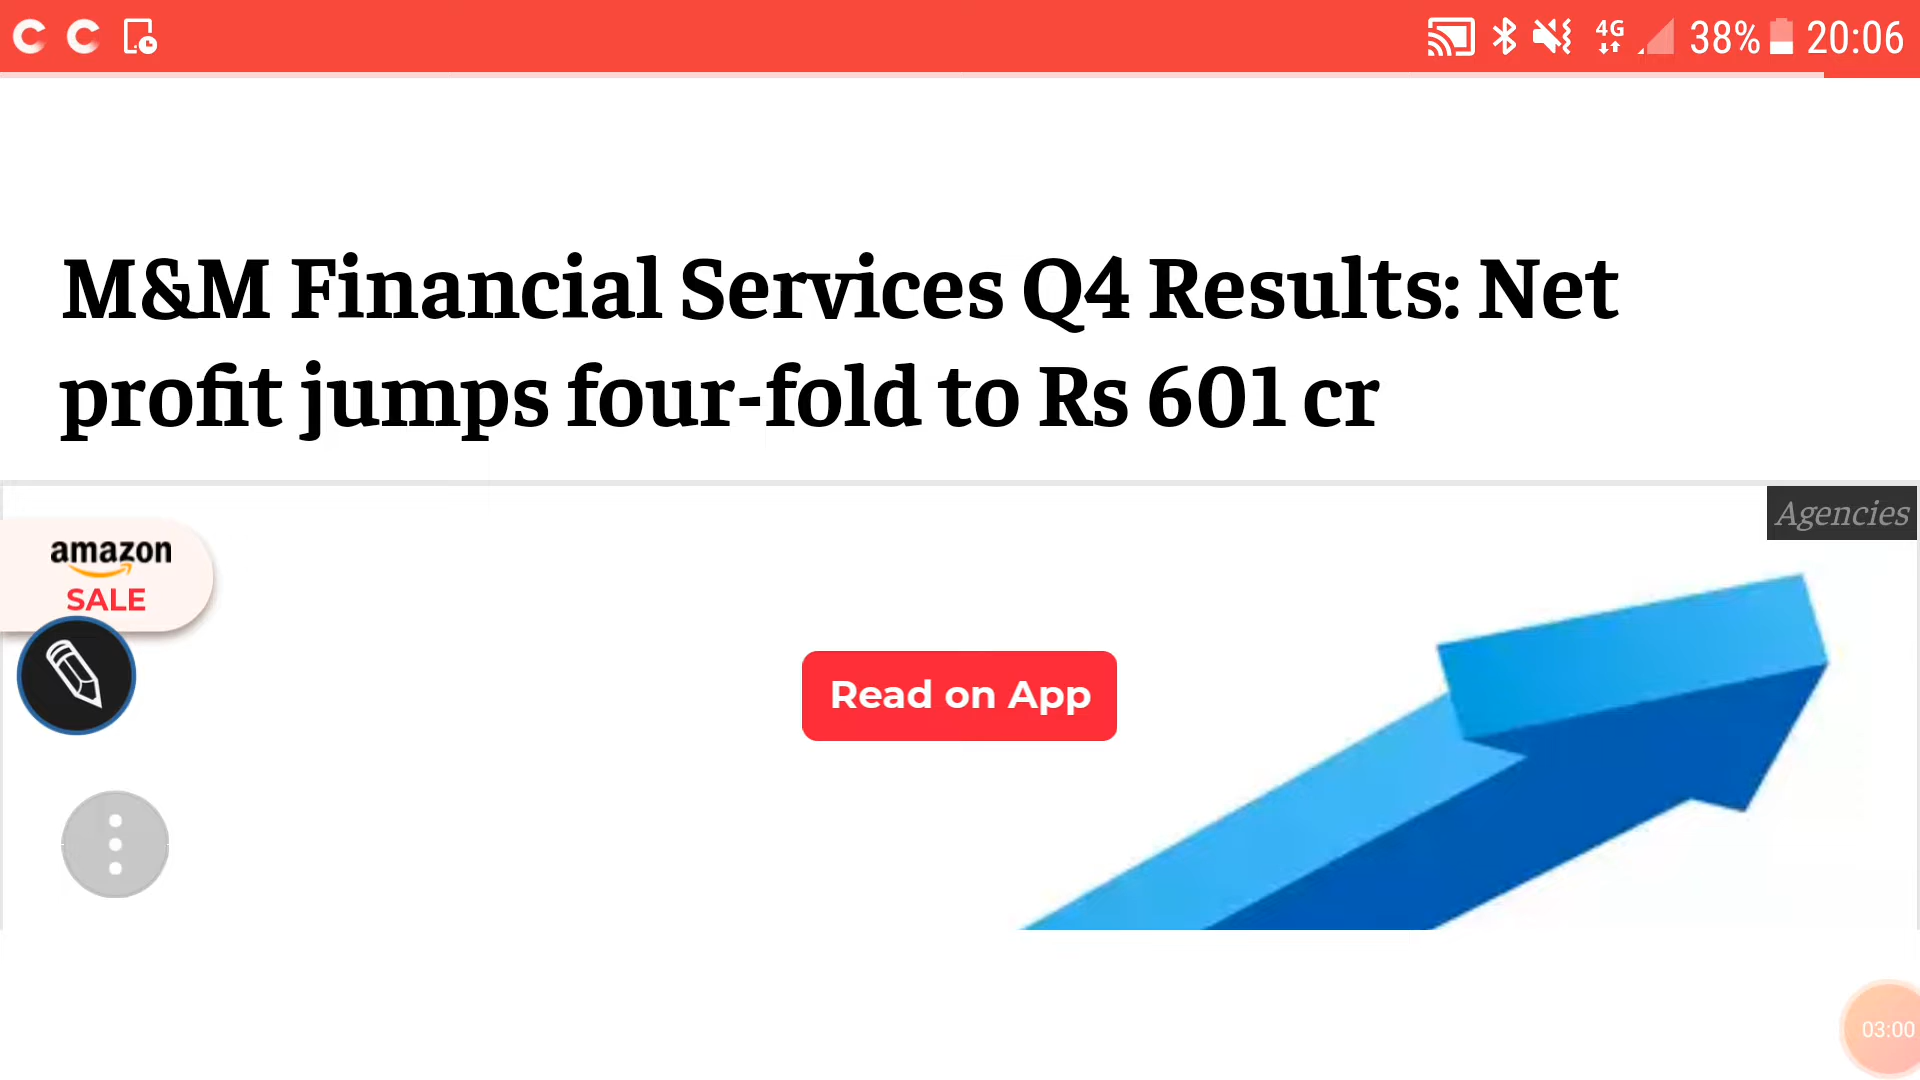 4G 38% 20:06
M&M Financial Services Q4 Results: Net
profit jumps four-fold to Rs 601 cr
Agencies
amazon
SALE
Read on App
03:00